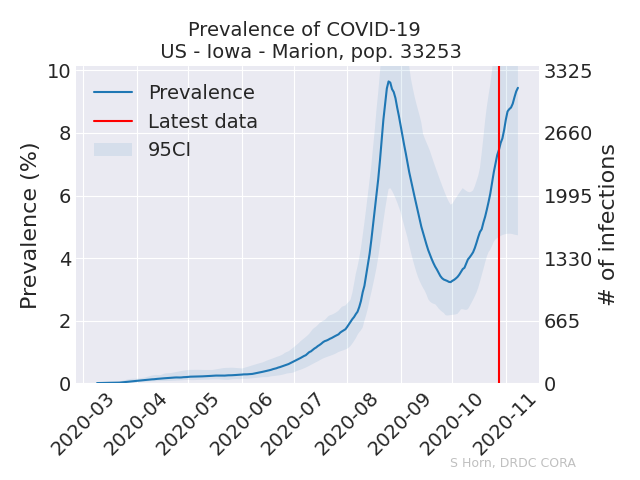 Prevalence of COVID-19
US - Iowa - Marion, pop. 33253
Prevalence (%)
10
8
6
4
2
0
Prevalence
Latest data
95CI
3325
2660
1995
1330
665
0
# of infections
2020-03
2020-04
2020-05
2020-06
2020-07
2020-08
2020-09
2020-10
2020-11
S Horn, DRDC CORA